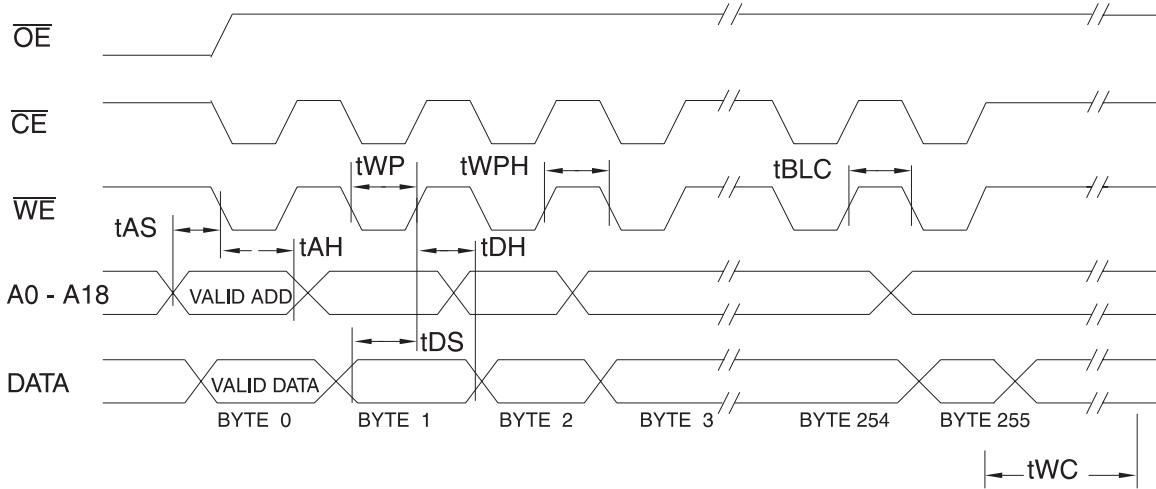 OE
CE
tWP tWPH tBLC
WE
tAS
tAH tDH
A0 - A18 VALID ADD
tDS
DATA VALID DATA
BYTE 0 BYTE 1 BYTE 2 BYTE 3 BYTE 254 BYTE 255
tWC